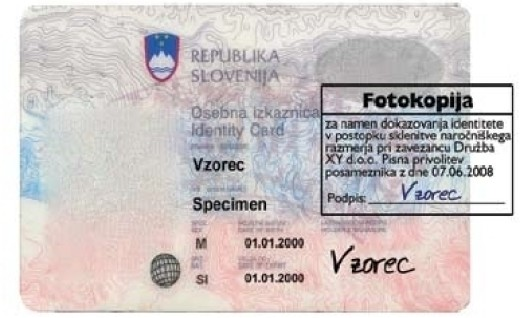 REPUBLIKA
SLOVENIJA
Osebna izkaznica
Identity Card
Vzorec
Specimen
M 01.01.2000
SI 01.01.2000
Vzorec
Fotokopija
za namen dokazovanja identitete
v postopku sklenitve naročniškega
razmerja pri zavezancu Družba
XY d.o.o. Pisna privolitev
posameznika z dne 07.06.2008
Podpis: Vzorec